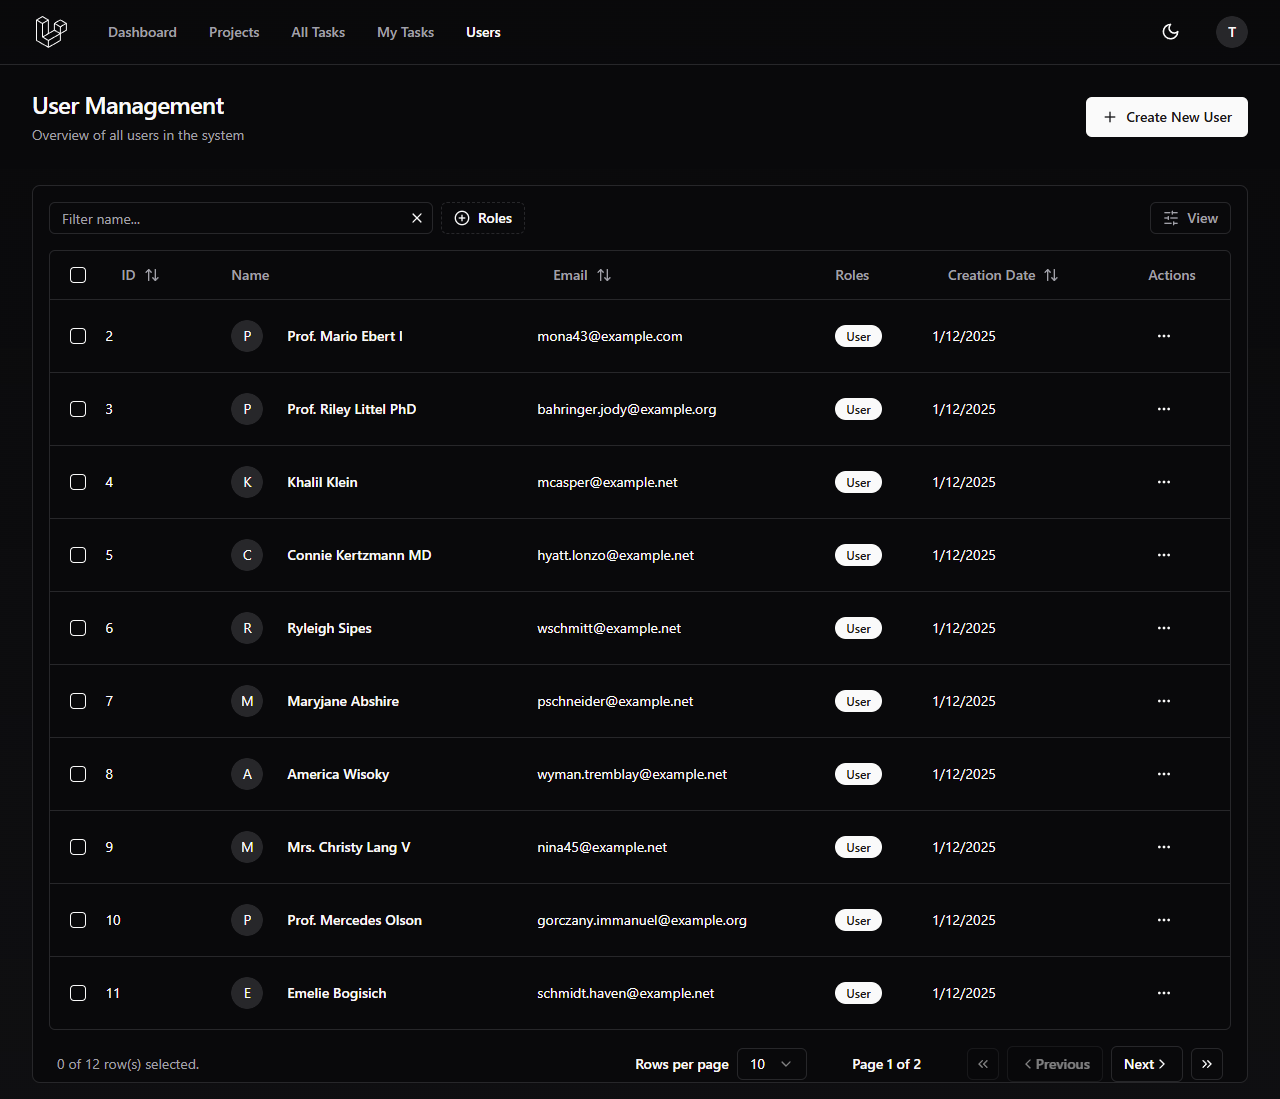 Dashboard Projects All Tasks My Tasks Users T
User Management
Overview of all users in the system
+ Create New User
Filter name... Roles View
ID Name Email Roles Creation Date Actions
2 P Prof. Mario Ebert I mona43@example.com User 1/12/2025 ...
3 P Prof. Riley Littel PhD bahringer.jody@example.org User 1/12/2025 ...
4 K Khalil Klein mcasper@example.net User 1/12/2025 ...
5 C Connie Kertzmann MD hyatt.lonzo@example.net User 1/12/2025 ...
6 R Ryleigh Sipes wschmitt@example.net User 1/12/2025 ...
7 M Maryjane Abshire pschneider@example.net User 1/12/2025 ...
8 A America Wisoky wyman.tremblay@example.net User 1/12/2025 ...
9 M Mrs. Christy Lang V nina45@example.net User 1/12/2025 ...
10 P Prof. Mercedes Olson gorczany.immanuel@example.org User 1/12/2025 ...
11 E Emelie Bogisich schmidt.haven@example.net User 1/12/2025 ...
0 of 12 row(s) selected. Rows per page 10 Page 1 of 2 « < Previous Next > »